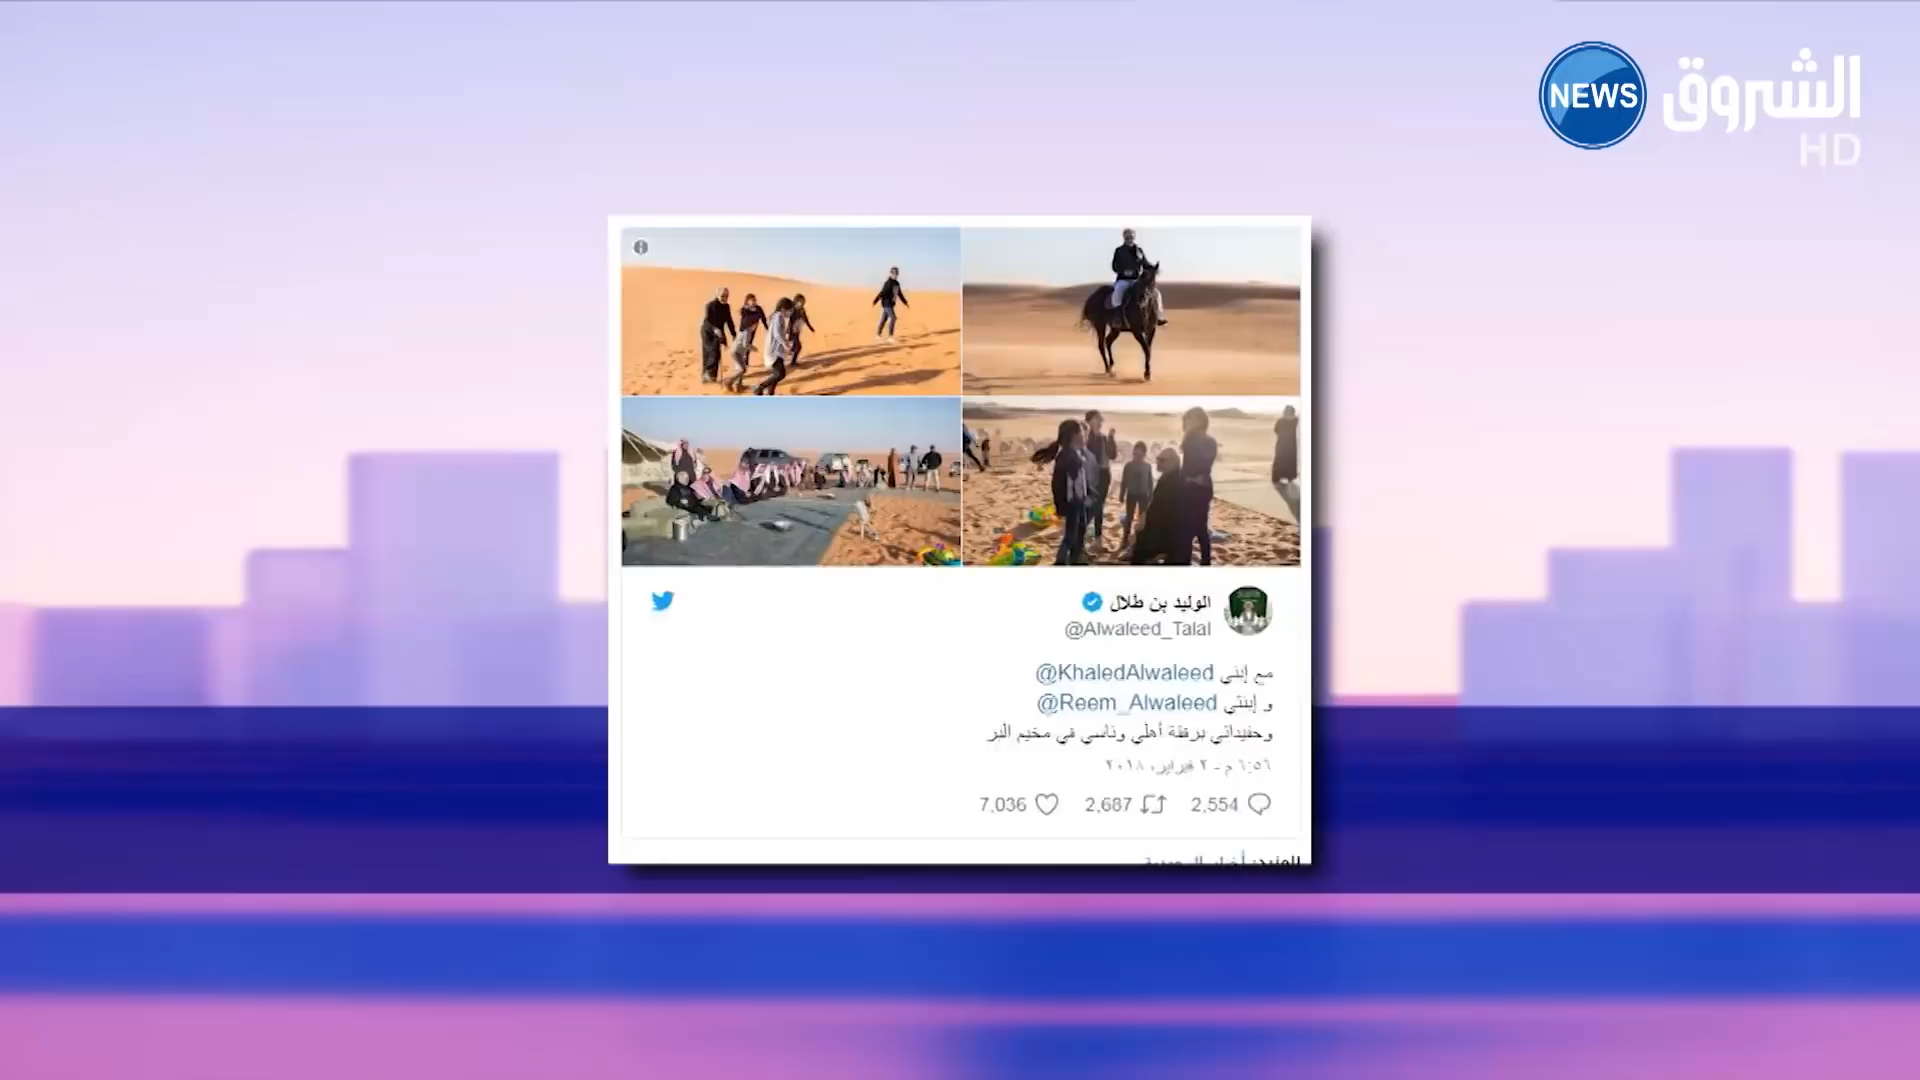 NEWS الشروق
HD
الوليد بن طلال
@Alwaleed_Talal
مع إبني @KhaledAlwaleed
و إبنتي @Reem_Alwaleed
وحفيداتي برفقة أهلي وناسي في مخيم البر
٦:٥٦ م - ٢ فبراير، ٢٠١٨
2,554 2,687 7,036